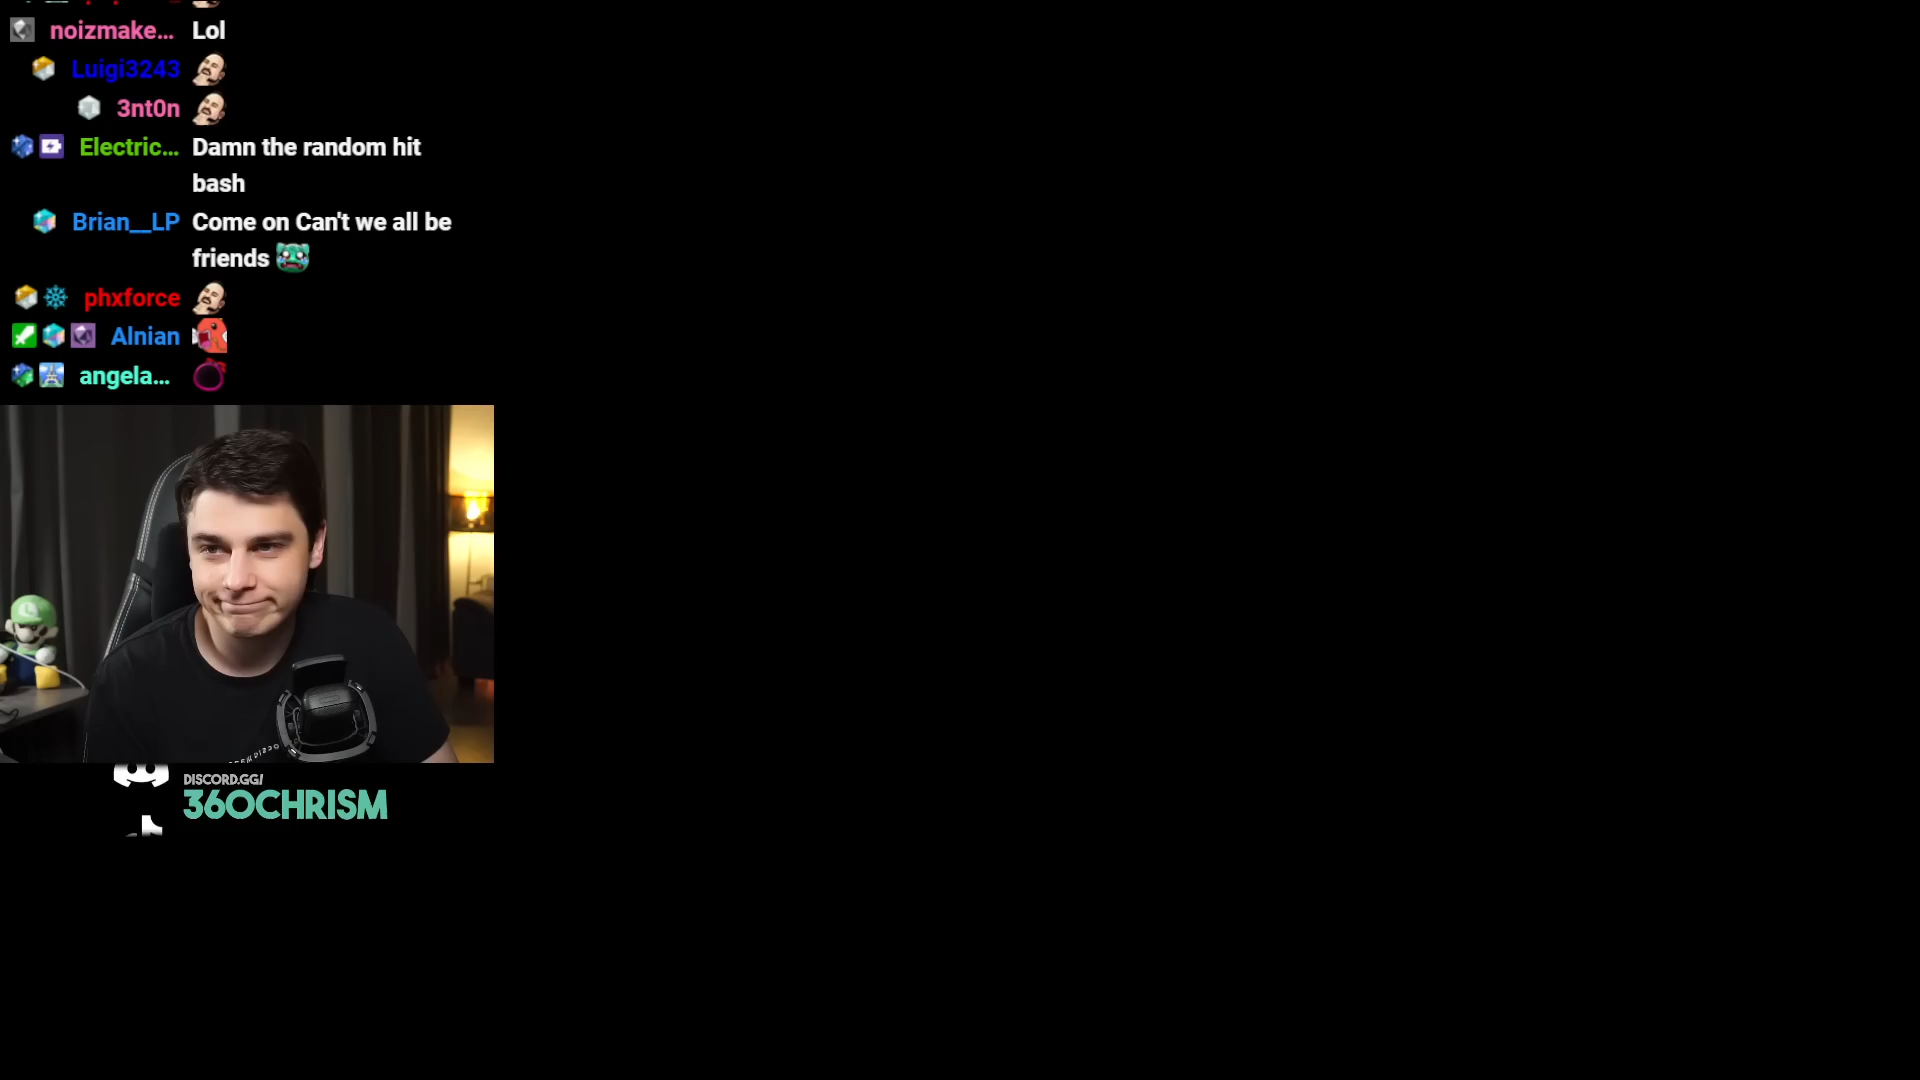 noizmake... Lol
Luigi3243
3nt0n
Electric... Damn the random hit
bash
Brian__LP Come on Can't we all be
friends
phxforce
Alnian
angela...
DISCORD.GG/
360CHRISM